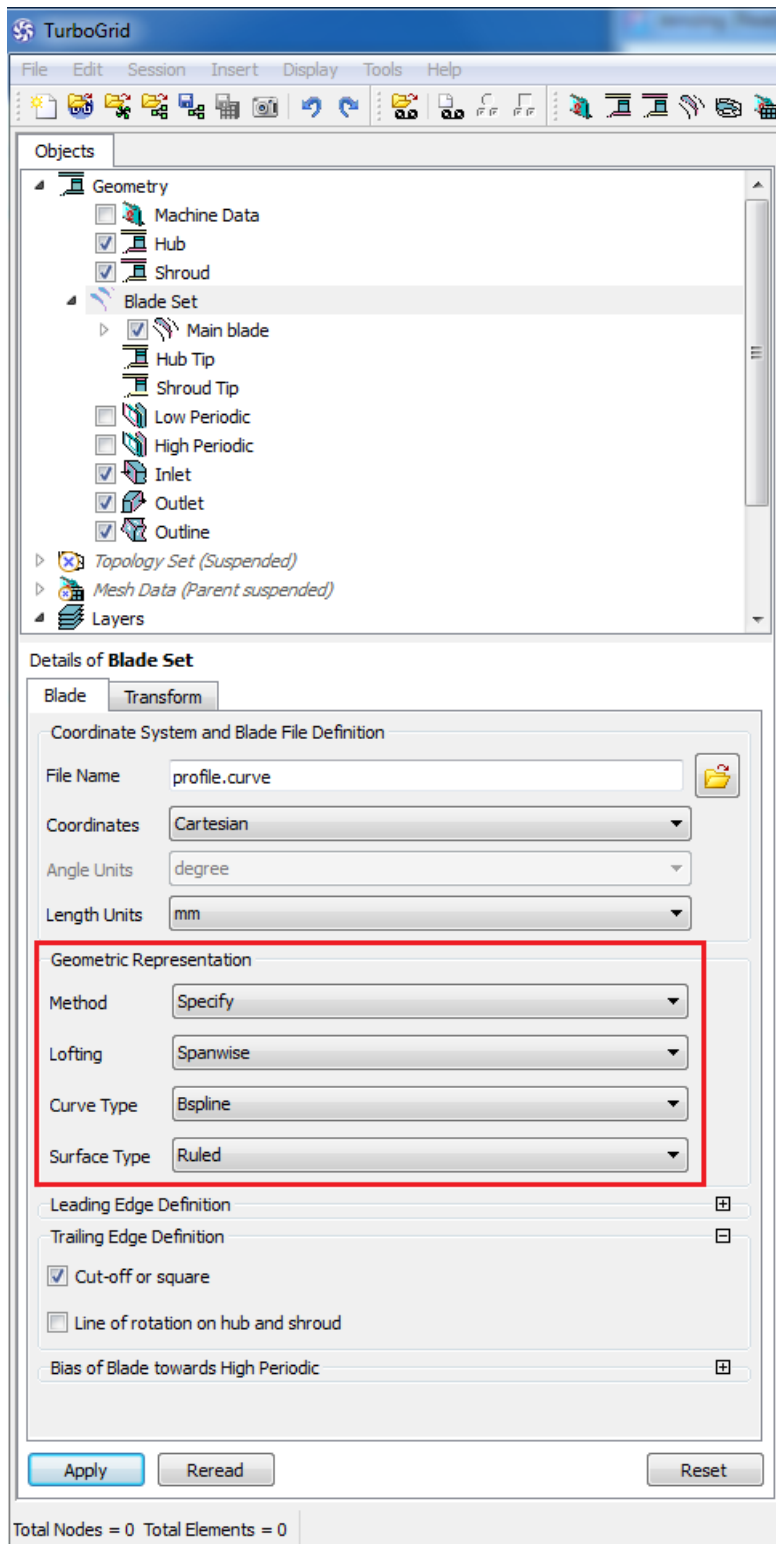 TurboGrid
File Edit Session Insert Display Tools Help
Objects
Geometry
Machine Data
Hub
Shroud
Blade Set
Main blade
Hub Tip
Shroud Tip
Low Periodic
High Periodic
Inlet
Outlet
Outline
Topology Set (Suspended)
Mesh Data (Parent suspended)
Layers
Details of Blade Set
Blade Transform
Coordinate System and Blade File Definition
File Name profile.curve
Coordinates Cartesian
Angle Units degree
Length Units mm
Geometric Representation
Method Specify
Lofting Spanwise
Curve Type Bspline
Surface Type Ruled
Leading Edge Definition
Trailing Edge Definition
Cut-off or square
Line of rotation on hub and shroud
Bias of Blade towards High Periodic
Apply Reread Reset
Total Nodes = 0 Total Elements = 0